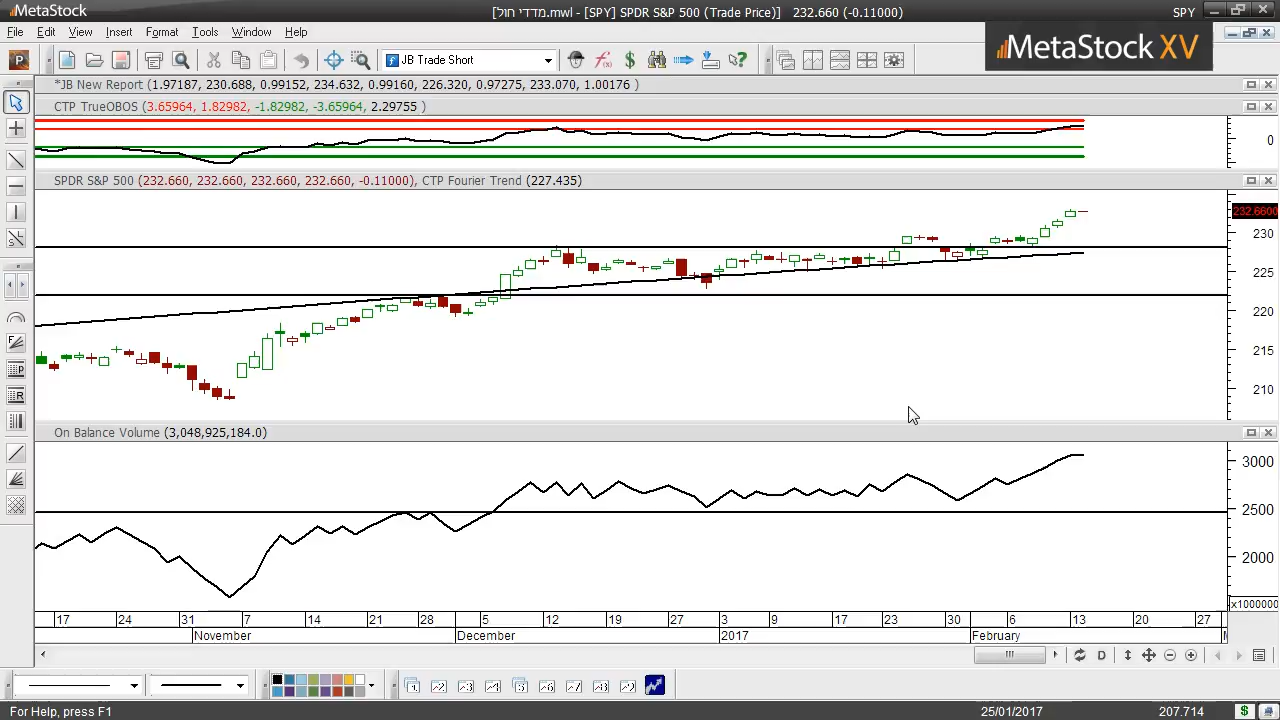 MetaStock
[מדדי חול.mwl - [SPY] SPDR S&P 500 (Trade Price)] 232.660 (-0.11000)
SPY
File Edit View Insert Format Tools Window Help
MetaStock XV
JB Trade Short
*JB New Report (1.97187, 230.688, 0.99152, 234.632, 0.99160, 226.320, 0.97275, 233.070, 1.00176 )
CTP TrueOBOS (3.65964, 1.82982, -1.82982, -3.65964, 2.29755 )
0
SPDR S&P 500 (232.660, 232.660, 232.660, 232.660, -0.11000), CTP Fourier Trend (227.435)
232.6600
230
225
220
215
210
On Balance Volume (3,048,925,184.0)
3000
2500
2000
x1000000
17 24 31 7 14 21 28 5 12 19 27 3 9 17 23 30 6 13 20 27
November December 2017 February
D
For Help, press F1
25/01/2017 207.714